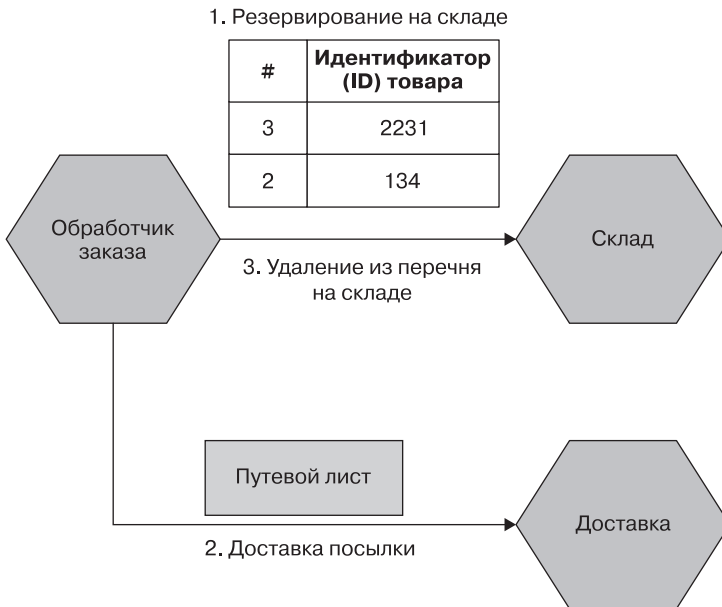 1. Резервирование на складе
#
Идентификатор
(ID) товара
3
2231
2
134
Обработчик
заказа
Склад
3. Удаление из перечня
на складе
Путевой лист
Доставка
2. Доставка посылки